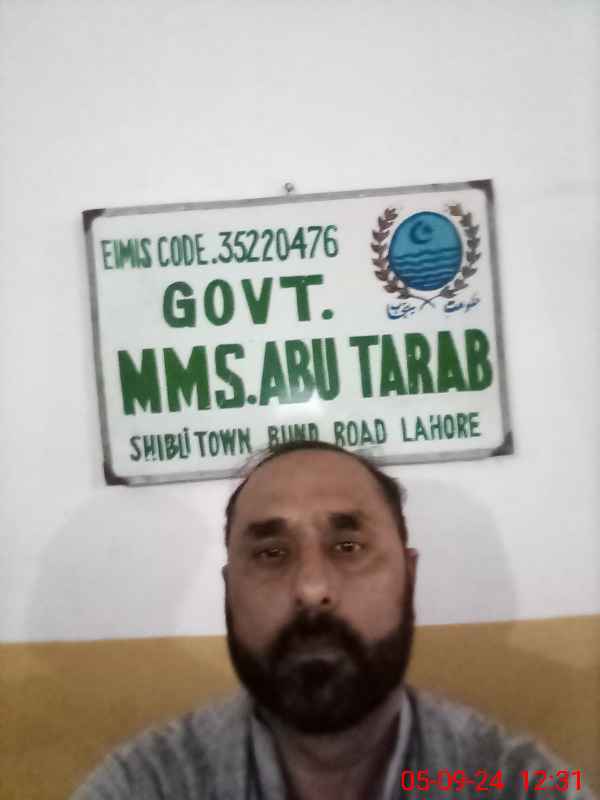 EIMIS CODE.35220476
GOVT.
MMS.ABU TARAB
SHIBLI TOWN BUND ROAD LAHORE
حکومت پنجاب
05-09-24 12:31